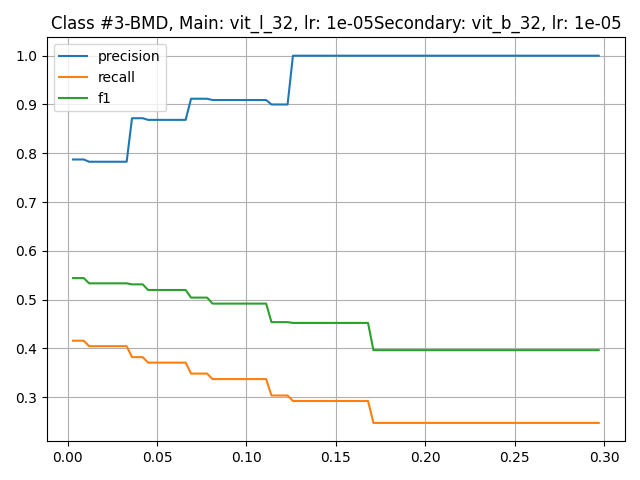 Class #3-BMD, Main: vit_l_32, lr: 1e-05Secondary: vit_b_32, lr: 1e-05
precision
recall
f1
1.0
0.9
0.8
0.7
0.6
0.5
0.4
0.3
0.00 0.05 0.10 0.15 0.20 0.25 0.30